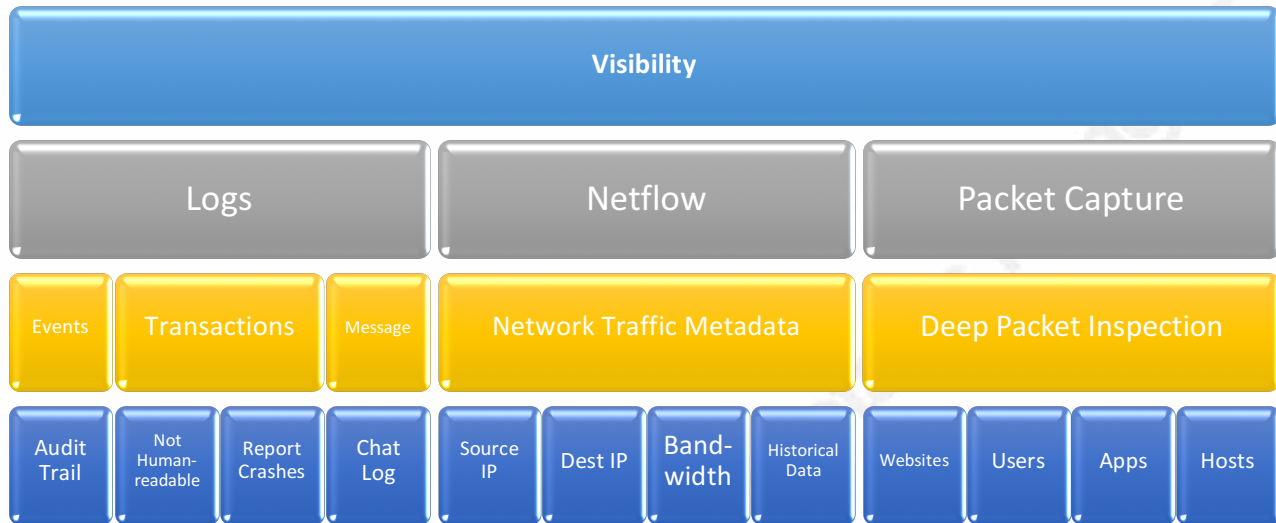 Visibility
Logs
Netflow
Packet Capture
Events
Transactions
Message
Network Traffic Metadata
Deep Packet Inspection
Audit
Trail
Not
Human-
readable
Report
Crashes
Chat
Log
Source
IP
Dest IP
Band-
width
Historical
Data
Websites
Users
Apps
Hosts